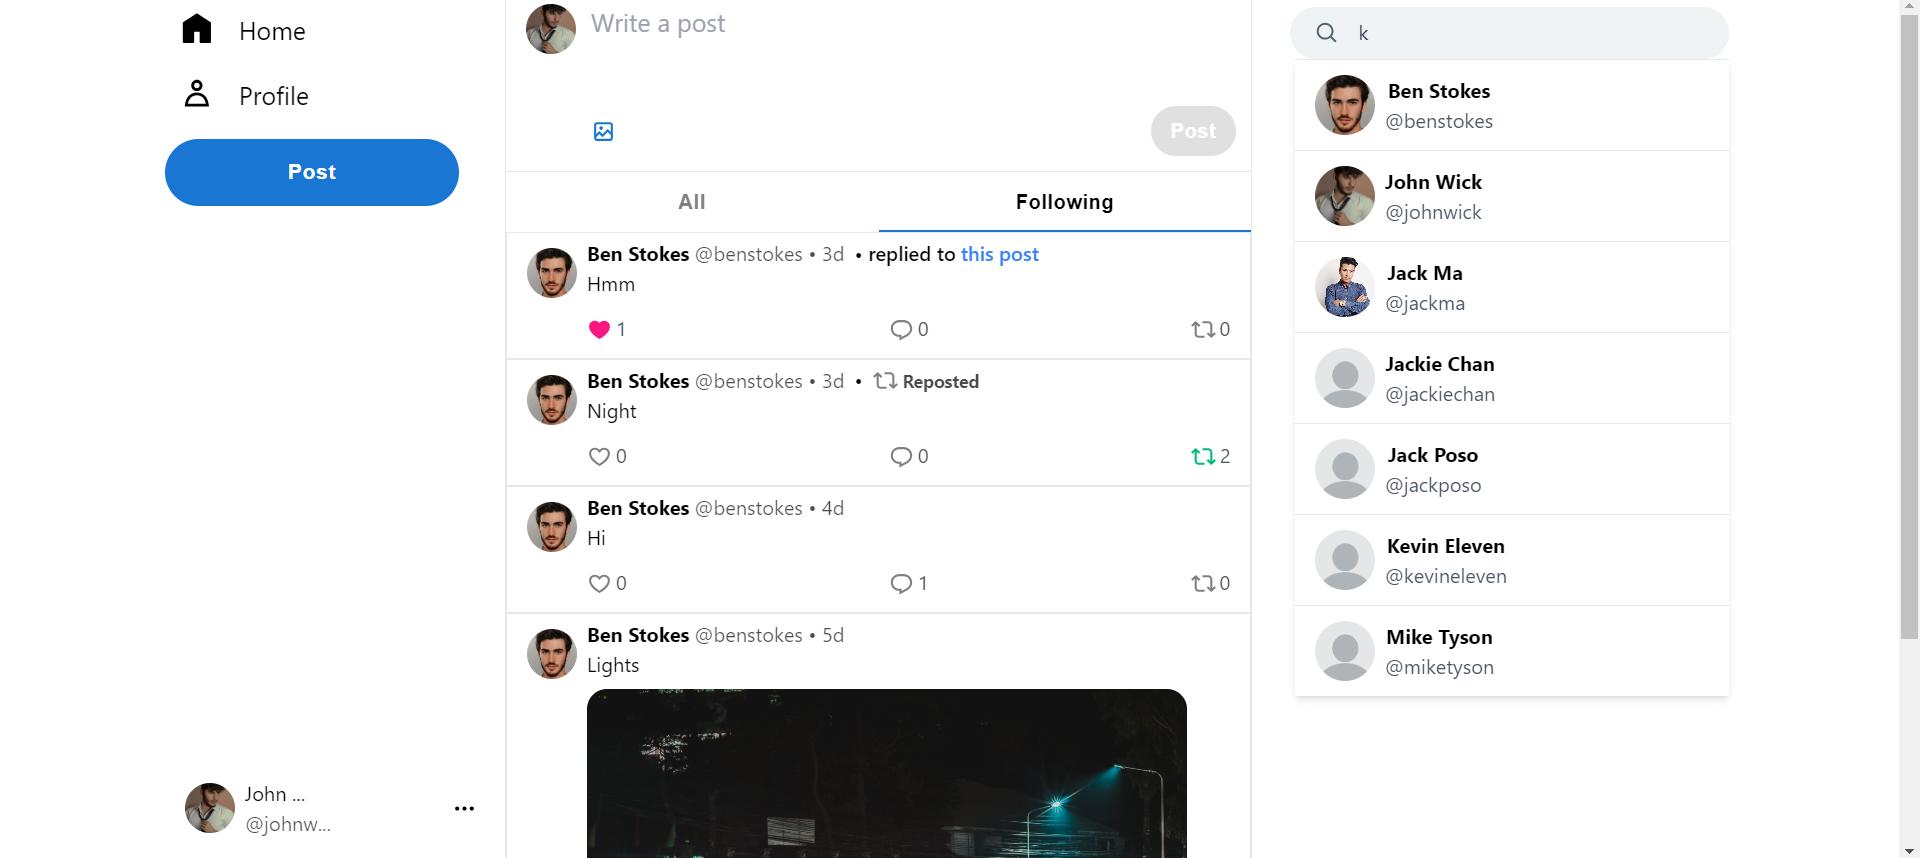 Home
Profile
Post
John ...
@johnw...
Write a post
Post
All
Following
Ben Stokes @benstokes • 3d • replied to this post
Hmm
1
0
0
Ben Stokes @benstokes • 3d • Reposted
Night
0
0
2
Ben Stokes @benstokes • 4d
Hi
0
1
0
Ben Stokes @benstokes • 5d
Lights
k
Ben Stokes
@benstokes
John Wick
@johnwick
Jack Ma
@jackma
Jackie Chan
@jackiechan
Jack Poso
@jackposo
Kevin Eleven
@kevineleven
Mike Tyson
@miketyson